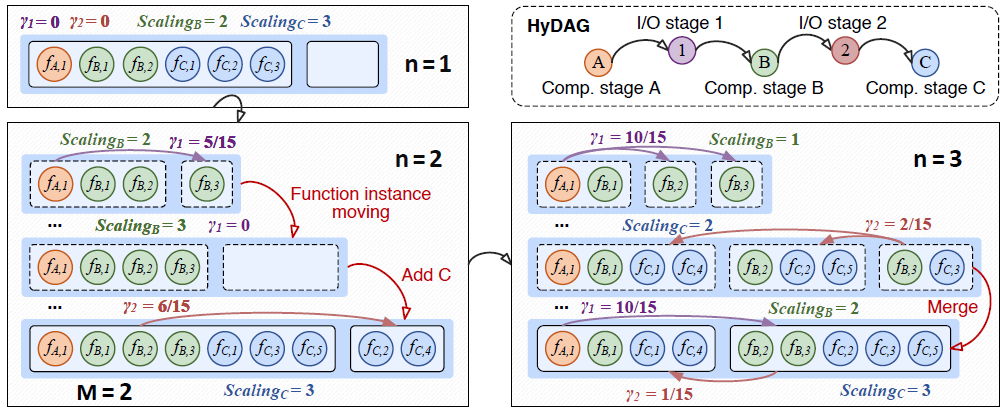 γ1=0 γ2=0 ScalingB=2 ScalingC=3
fA,1 fB,1 fB,2 fC,1 fC,2 fC,3
n=1
I/O stage 1 I/O stage 2
HyDAG
A 1 B 2 C
Comp. stage A Comp. stage B Comp. stage C
ScalingB=2 γ1=5/15
n=2
fA,1 fB,1 fB,2 fB,3
Function instance
moving
... ScalingB=3 γ1=0
fA,1 fB,1 fB,2 fB,3
Add C
... γ2=6/15
fA,1 fB,1 fB,2 fB,3 fC,1 fC,3 fC,5 fC,2 fC,4
M=2 ScalingC=3
γ1=10/15 ScalingB=1
n=3
fA,1 fB,1 fB,2 fB,3
... ScalingC=2 γ2=2/15
fA,1 fB,1 fC,1 fC,4 fB,2 fC,2 fC,5 fB,3 fC,3
Merge
... γ1=10/15 ScalingB=2
fA,1 fB,1 fC,1 fC,4 fB,2 fB,3 fC,2 fC,3 fC,5
γ2=1/15 ScalingC=3